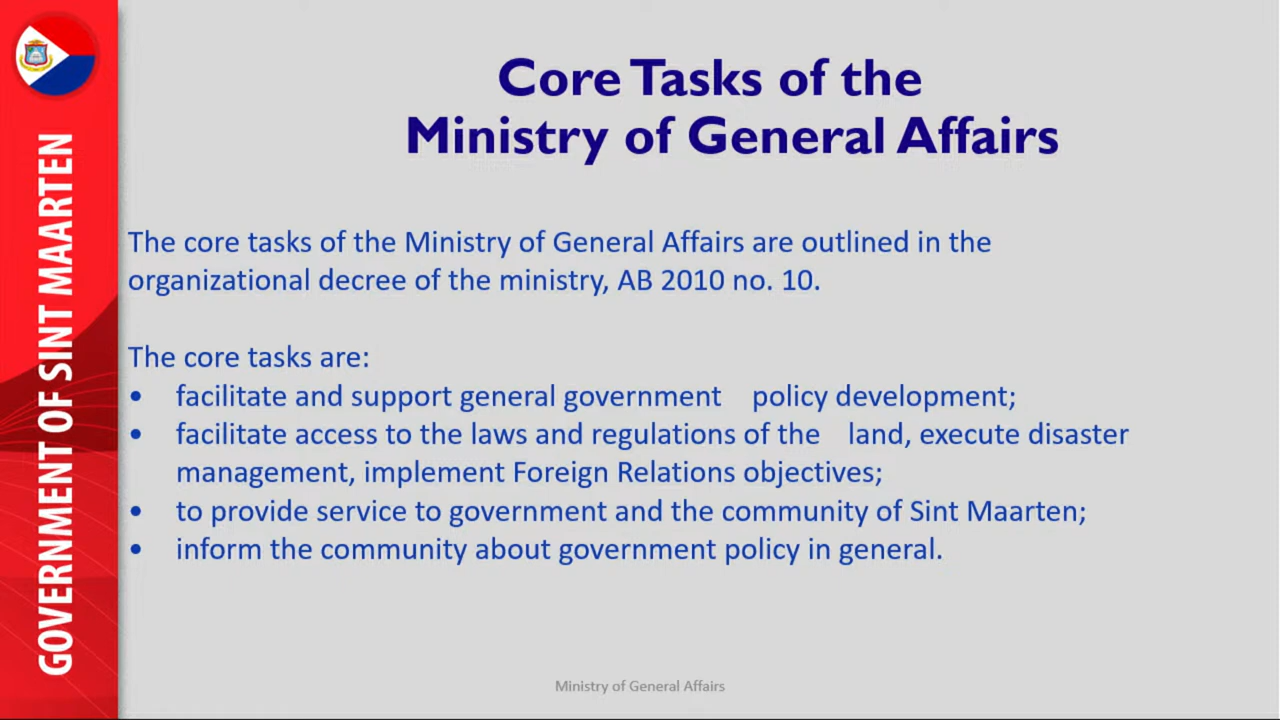 GOVERNMENT OF SINT MAARTEN
Core Tasks of the
Ministry of General Affairs
The core tasks of the Ministry of General Affairs are outlined in the
organizational decree of the ministry, AB 2010 no. 10.
The core tasks are:
• facilitate and support general government policy development;
• facilitate access to the laws and regulations of the land, execute disaster
management, implement Foreign Relations objectives;
• to provide service to government and the community of Sint Maarten;
• inform the community about government policy in general.
Ministry of General Affairs